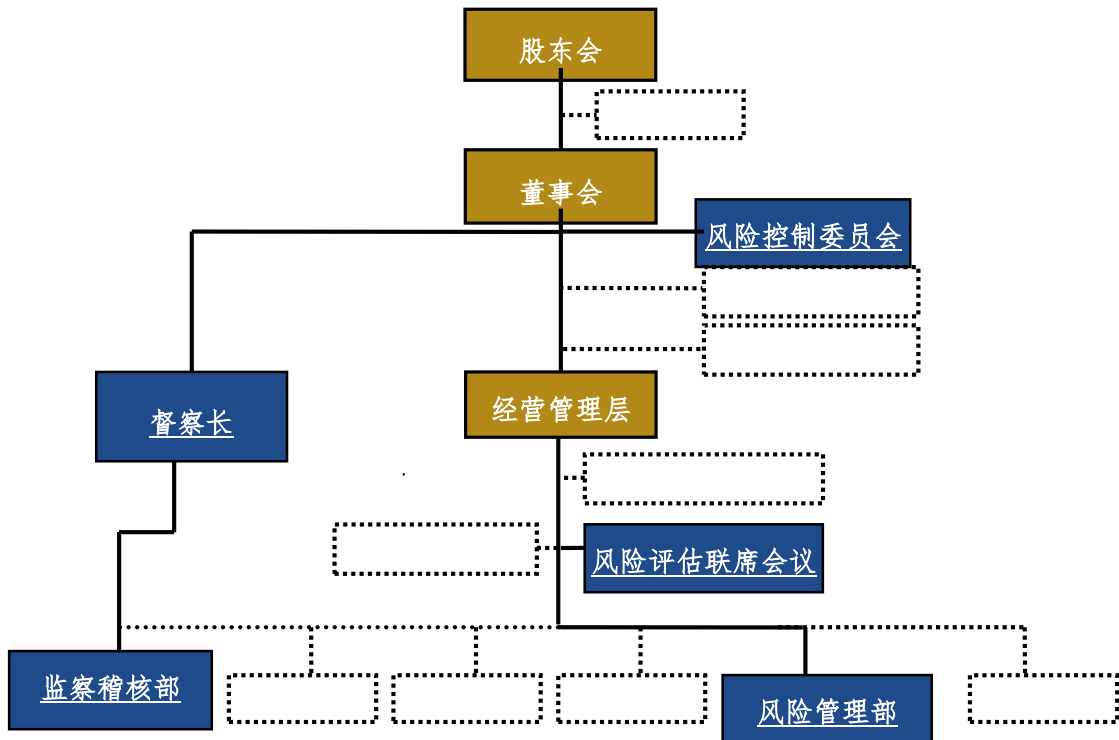 股东会
董事会
风险控制委员会
督察长
经营管理层
风险评估联席会议
监察稽核部
风险管理部